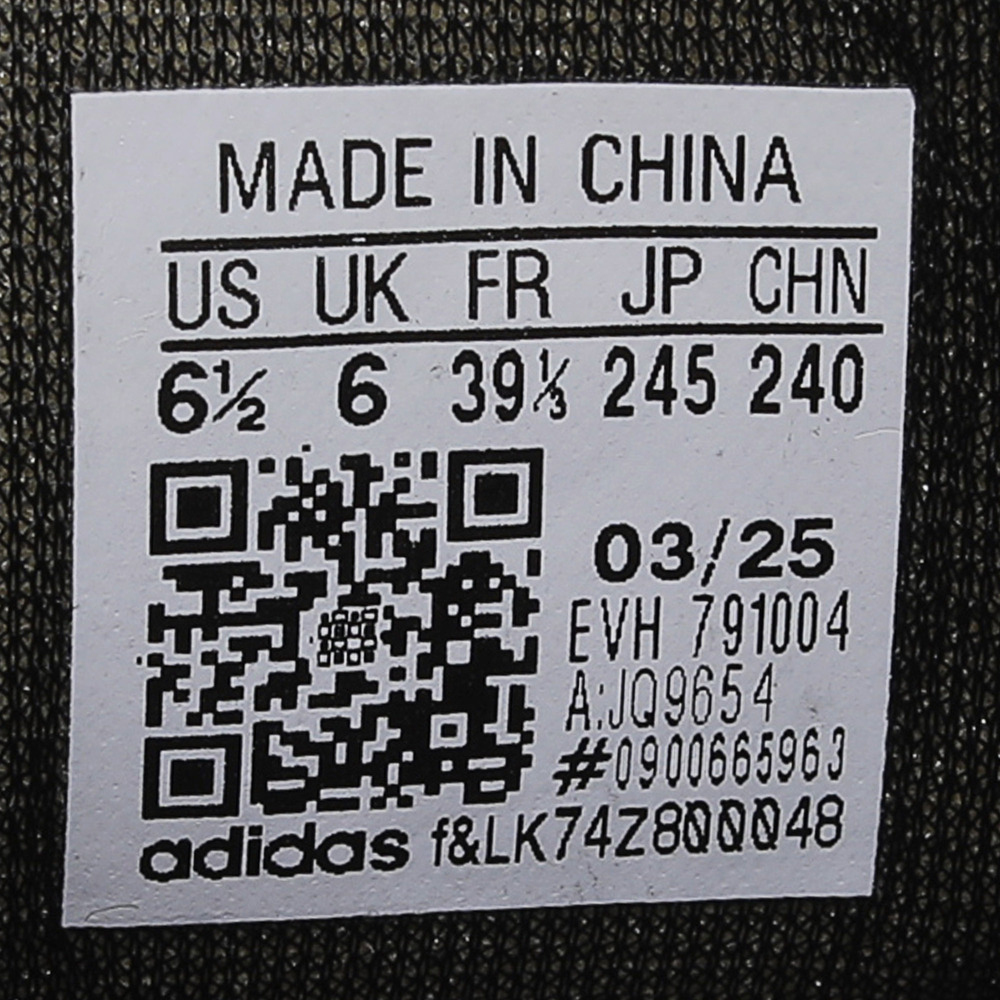 MADE IN CHINA
US UK FR JP CHN
6½ 6 39⅓ 245 240
03/25
EVH 791004
A:JQ9654
#0900665963
adidas f&LK74Z8000048